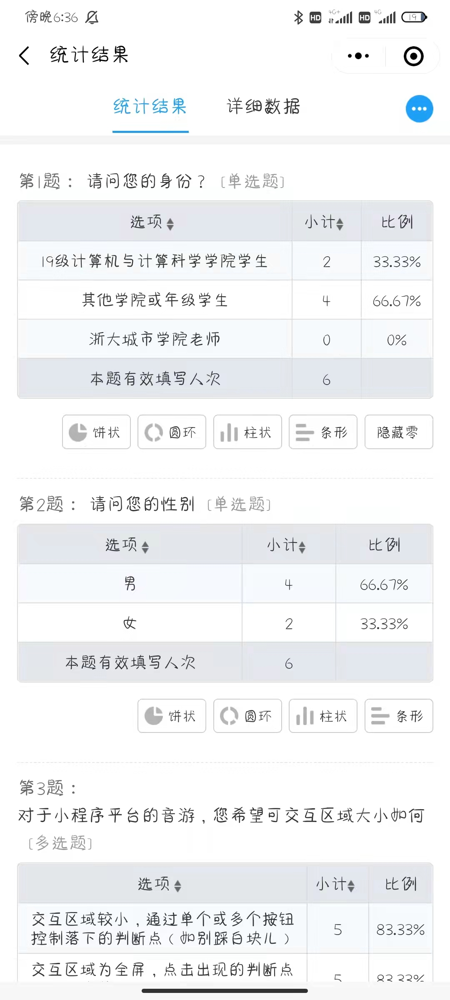 傍晚6:36
HD 4G+ HD 4G 19
统计结果
统计结果 详细数据
第1题： 请问您的身份？ [单选题]
选项 小计 比例
19级计算机与计算科学学院学生 2 33.33%
其他学院或年级学生 4 66.67%
浙大城市学院老师 0 0%
本题有效填写人次 6
饼状 圆环 柱状 条形 隐藏零
第2题： 请问您的性别 [单选题]
选项 小计 比例
男 4 66.67%
女 2 33.33%
本题有效填写人次 6
饼状 圆环 柱状 条形
第3题：
对于小程序平台的音游，您希望可交互区域大小如何
[多选题]
选项 小计 比例
交互区域较小，通过单个或多个按钮
控制落下的判断点（如别踩白块儿） 5 83.33%
交互区域为全屏，点击出现的判断点
5 83.33%